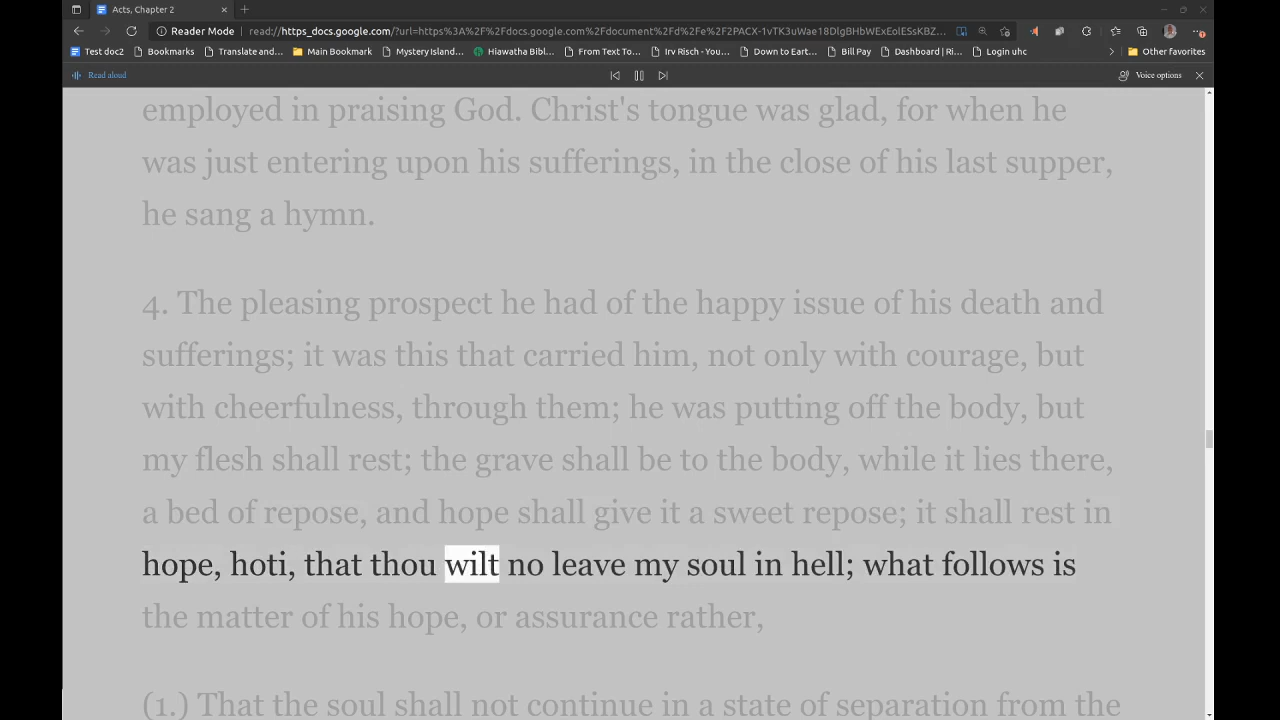 Acts, Chapter 2
Reader Mode
read://https_docs.google.com/?url=https%3A%2F%2Fdocs.google.com%2Fdocument%2Fd%2Fe%2F2PACX-1vTK3uWae18DlgBHbWExEolESsKBZ...
Test doc2
Bookmarks
Translate and...
Main Bookmark
Mystery Island...
Hiawatha Bibl...
From Text To...
Irv Risch - You...
Down to Eart...
Bill Pay
Dashboard | Ri...
Login uhc
Other favorites
Read aloud
Voice options
employed in praising God. Christ's tongue was glad, for when he
was just entering upon his sufferings, in the close of his last supper,
he sang a hymn.
4. The pleasing prospect he had of the happy issue of his death and
sufferings; it was this that carried him, not only with courage, but
with cheerfulness, through them; he was putting off the body, but
my flesh shall rest; the grave shall be to the body, while it lies there,
a bed of repose, and hope shall give it a sweet repose; it shall rest in
hope, hoti, that thou wilt no leave my soul in hell; what follows is
the matter of his hope, or assurance rather,
(1.) That the soul shall not continue in a state of separation from the